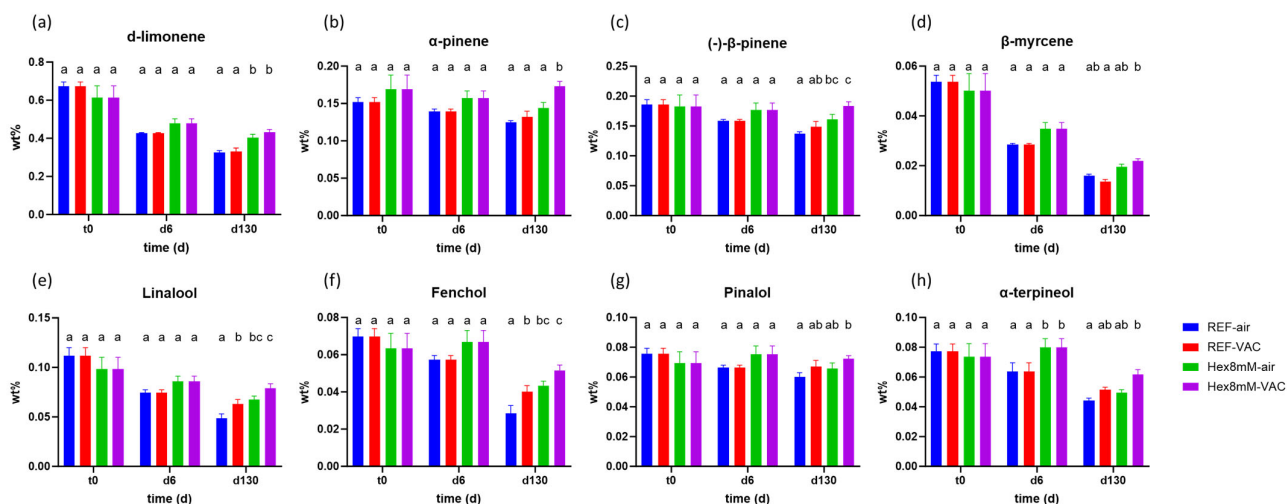 (a)
d-limonene
a a a a a a a a a a b b
0.8
0.6
0.4
0.2
0.0
wt%
t0 d6 d130
time (d)
(b)
α-pinene
a a a a a a a a a a a b
0.20
0.15
0.10
0.05
0.00
wt%
t0 d6 d130
time (d)
(c)
(-)-β-pinene
a a a a a a a a a ab bc c
0.25
0.20
0.15
0.10
0.05
0.00
wt%
t0 d6 d130
time (d)
(d)
β-myrcene
a a a a a a a a ab a ab b
0.06
0.04
0.02
0.00
wt%
t0 d6 d130
time (d)
(e)
Linalool
a a a a a a a a a b bc c
0.15
0.10
0.05
0.00
wt%
t0 d6 d130
time (d)
(f)
Fenchol
a a a a a a a a a b bc c
0.08
0.06
0.04
0.02
0.00
wt%
t0 d6 d130
time (d)
(g)
Pinalol
a a a a a a a a a ab ab b
0.10
0.08
0.06
0.04
0.02
0.00
wt%
t0 d6 d130
time (d)
(h)
α-terpineol
a a a a a a b b a ab ab b
0.10
0.08
0.06
0.04
0.02
0.00
wt%
t0 d6 d130
time (d)
REF-air
REF-VAC
Hex8mM-air
Hex8mM-VAC